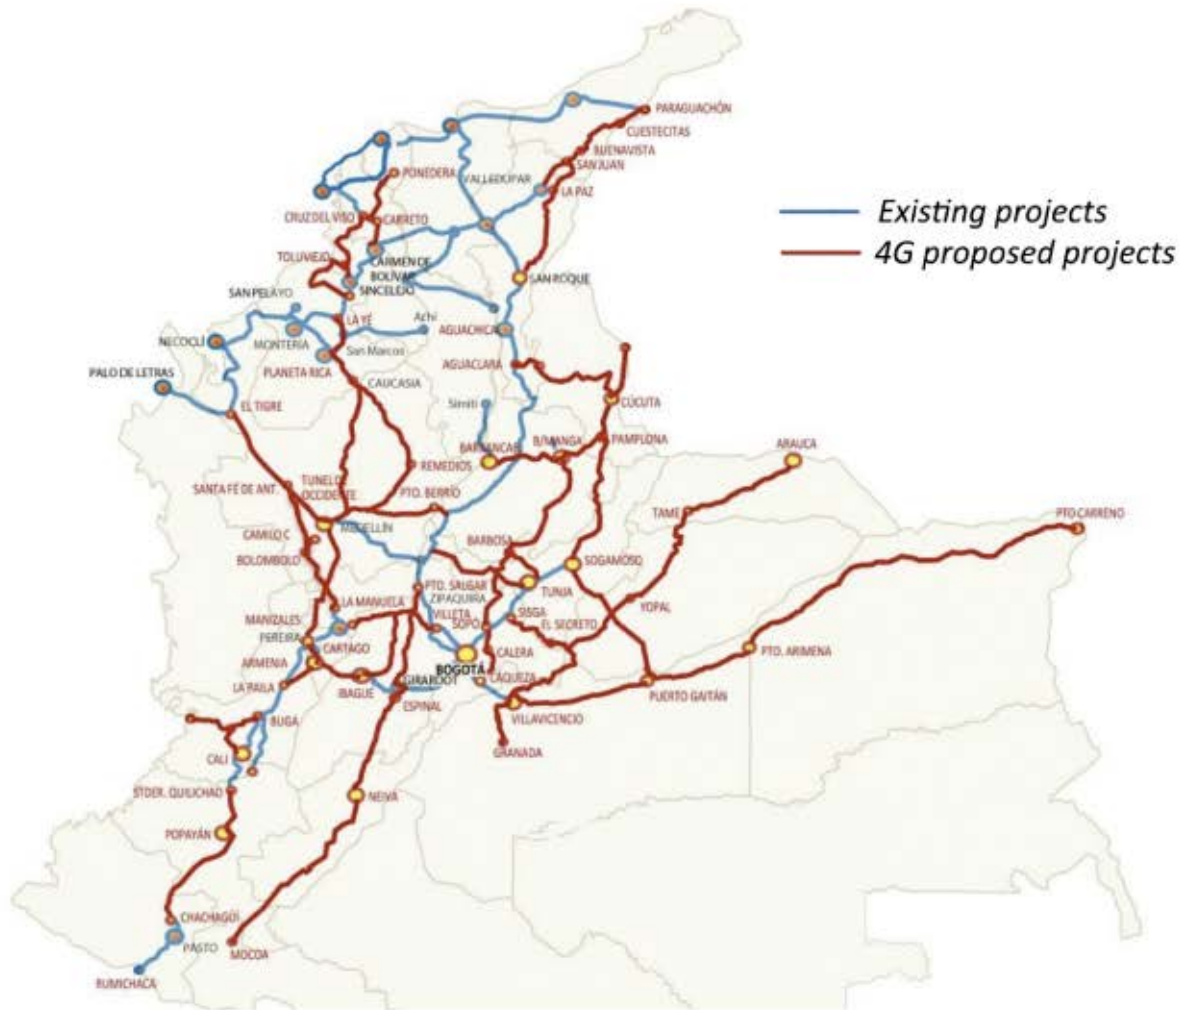 PARAGUACHÓN
CUESTECITAS
BUENAVISTA
SAN JUAN
PONEDERA
VALLEDUPAR
LA PAZ
Existing projects
CRUZ DEL VISO
CARRETO
4G proposed projects
TOLUVIEJO
CARMEN DE
BOLÍVAR
SAN ROQUE
SINCELEJO
SAN PELAYO
LA YÉ
Achí
AGUACHICA
NECOCLÍ
MONTERÍA
San Marcos
AGUACLARA
PALO DE LETRAS
PLANETA RICA
CAUCASIA
EL TIGRE
Simití
CÚCUTA
B/MANGA
PAMPLONA
ARAUCA
BARRANCAB
REMEDIOS
SANTA FÉ DE ANT.
TUNEL DE
OCCIDENTE
PTO. BERRÍO
TAME
PTO CARREÑO
MEDELLÍN
CAMILO C
BARBOSA
BOLOMBOLO
SOGAMOSO
PTO. SALGAR
TUNJA
ZIPAQUIRA
LA MANUELA
YOPAL
VILLETA
SISGA
MANIZALES
SOPO
EL SECRETO
PEREIRA
CARTAGO
CALERA
PTO. ARIMENA
ARMENIA
BOGOTÁ
CÁQUEZA
LA PAILA
IBAGUE
GIRARDOT
PUERTO GAITÁN
ESPINAL
BUGA
VILLAVICENCIO
GRANADA
CALI
STDER. QUILICHAO
NEIVA
POPAYÁN
CHACHAGÜÍ
PASTO
MOCOA
RUMICHACA